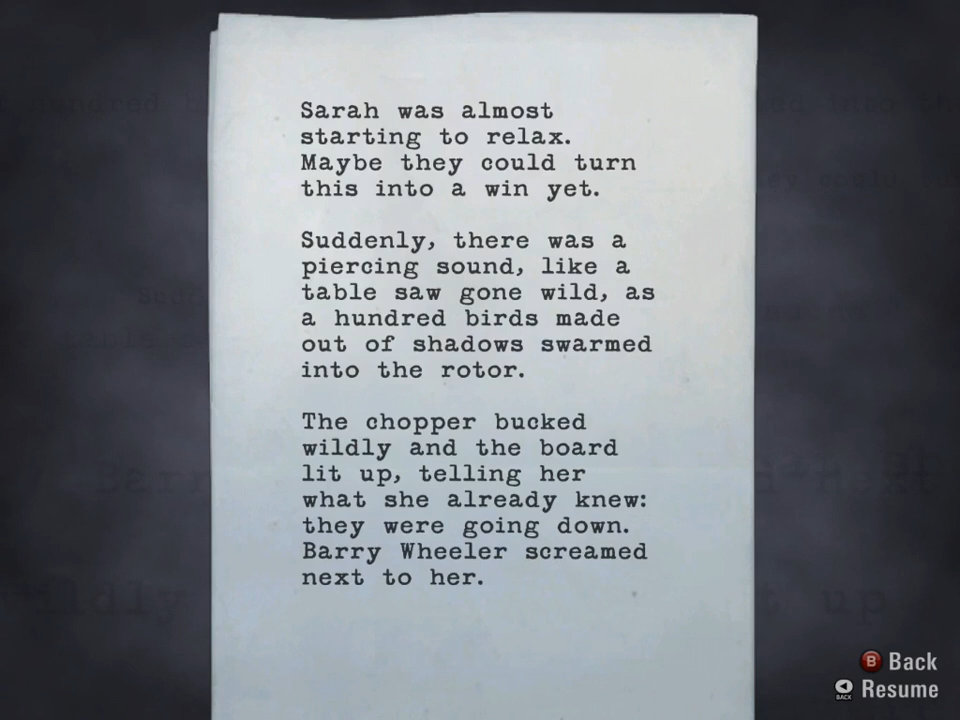 Sarah was almost
starting to relax.
Maybe they could turn
this into a win yet.
Suddenly, there was a
piercing sound, like a
table saw gone wild, as
a hundred birds made
out of shadows swarmed
into the rotor.
The chopper bucked
wildly and the board
lit up, telling her
what she already knew:
they were going down.
Barry Wheeler screamed
next to her.
B Back
BACK Resume